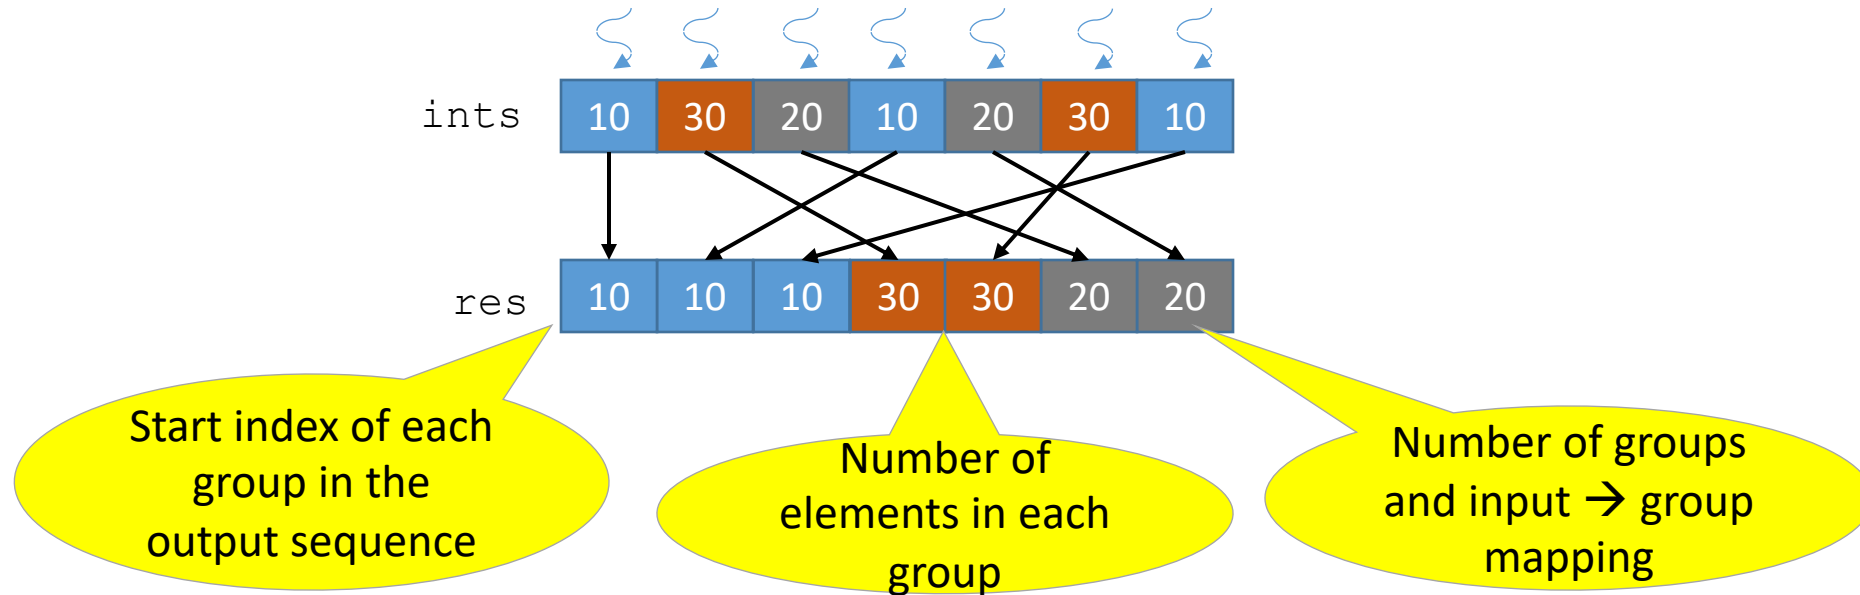 ints 10 30 20 10 20 30 10
res 10 10 10 30 30 20 20
Start index of each
group in the
output sequence
Number of
elements in each
group
Number of groups
and input → group
mapping